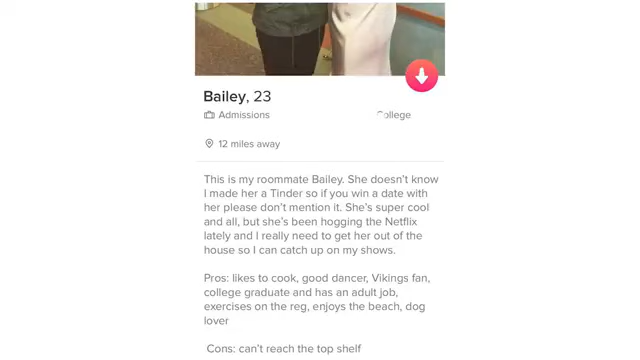 Bailey, 23
Admissions College
12 miles away
This is my roommate Bailey. She doesn't know
I made her a Tinder so if you win a date with
her please don't mention it. She's super cool
and all, but she's been hogging the Netflix
lately and I really need to get her out of the
house so I can catch up on my shows.
Pros: likes to cook, good dancer, Vikings fan,
college graduate and has an adult job,
exercises on the reg, enjoys the beach, dog
lover
Cons: can't reach the top shelf